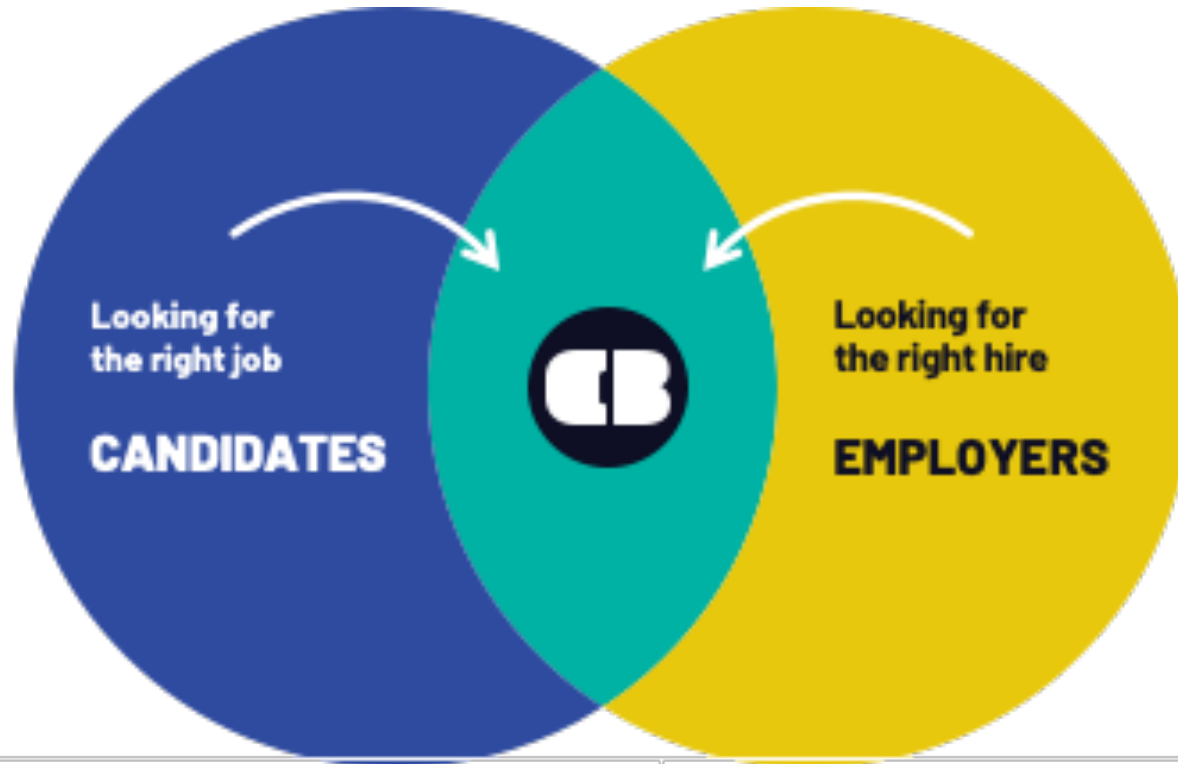 Looking for
the right job
CANDIDATES
CB
Looking for
the right hire
EMPLOYERS